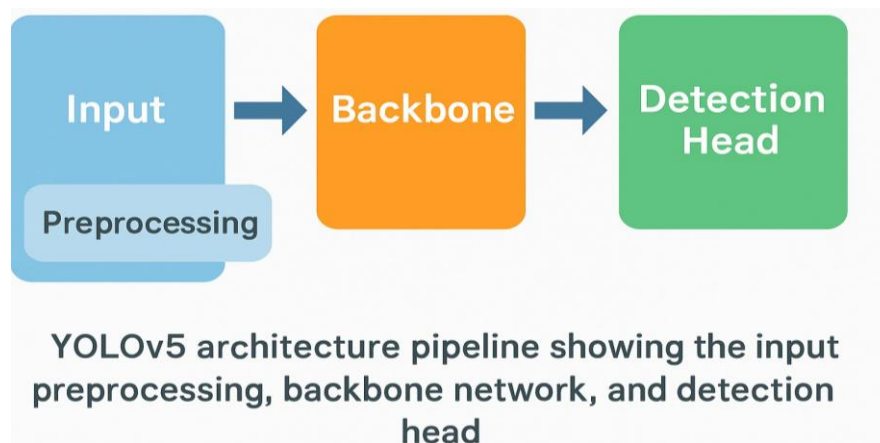 Input
Preprocessing
Backbone
Detection
Head
YOLOv5 architecture pipeline showing the input
preprocessing, backbone network, and detection
head